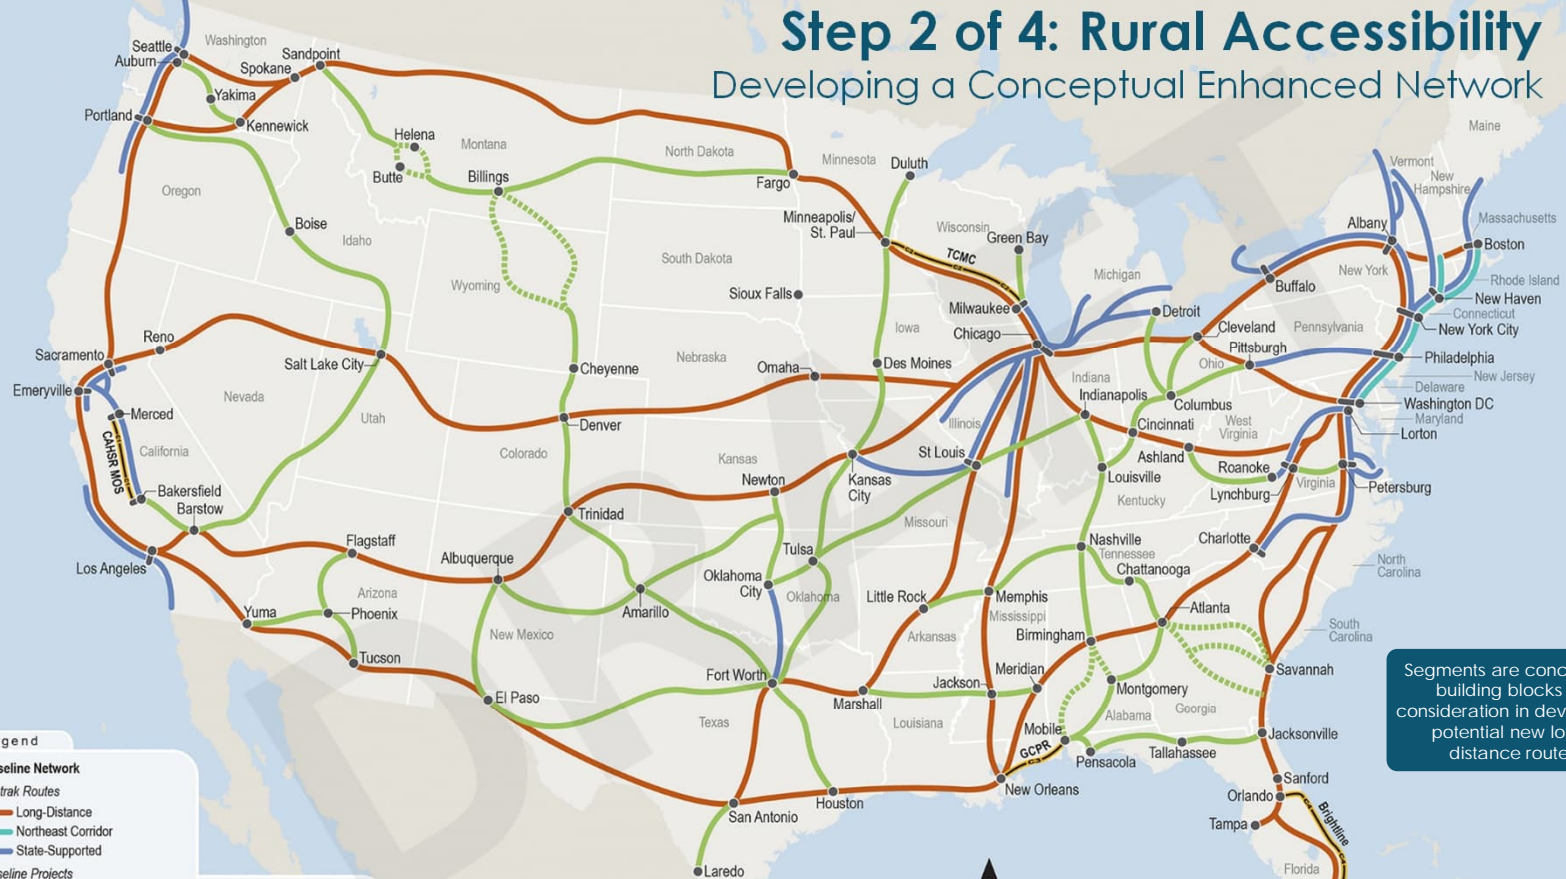 Step 2 of 4: Rural Accessibility
Developing a Conceptual Enhanced Network
Seattle
Auburn
Washington
Spokane
Sandpoint
Yakima
Portland
Kennewick
Helena
Butte
Montana
Billings
North Dakota
Fargo
Minnesota
Duluth
Maine
Vermont
New
Hampshire
Oregon
Boise
Idaho
Wyoming
South Dakota
Sioux Falls
Minneapolis/
St. Paul
Wisconsin
Green Bay
TCMC
Milwaukee
Chicago
Michigan
Detroit
Albany
Massachusetts
Boston
New York
Buffalo
Rhode Island
New Haven
Connecticut
New York City
Cleveland
Pennsylvania
Pittsburgh
Philadelphia
New Jersey
Delaware
Washington DC
Maryland
Lorton
Sacramento
Reno
Emeryville
Salt Lake City
Nevada
Utah
Merced
California
CAHSR MOS
Bakersfield
Barstow
Los Angeles
Cheyenne
Nebraska
Omaha
Iowa
Des Moines
Denver
Colorado
Kansas
Newton
Kansas
City
Illinois
St Louis
Missouri
Indiana
Indianapolis
Ohio
Columbus
Cincinnati
West
Virginia
Ashland
Roanoke
Lynchburg
Virginia
Petersburg
Louisville
Kentucky
Trinidad
Flagstaff
Albuquerque
Arizona
Yuma
Phoenix
Tucson
New Mexico
El Paso
Amarillo
Oklahoma
City
Tulsa
Oklahoma
Fort Worth
Texas
Little Rock
Arkansas
Memphis
Mississippi
Nashville
Tennessee
Chattanooga
Charlotte
North
Carolina
South
Carolina
Atlanta
Birmingham
Meridian
Jackson
Marshall
Louisiana
Montgomery
Alabama
Georgia
Savannah
Mobile
GCPR
Pensacola
Tallahassee
Jacksonville
New Orleans
Houston
San Antonio
Laredo
Sanford
Orlando
Tampa
Brightline
Florida
DRAFT
Segments are conc
building blocks
consideration in dev
potential new lo
distance route
gend
seline Network
trak Routes
Long-Distance
Northeast Corridor
State-Supported
seline Projects